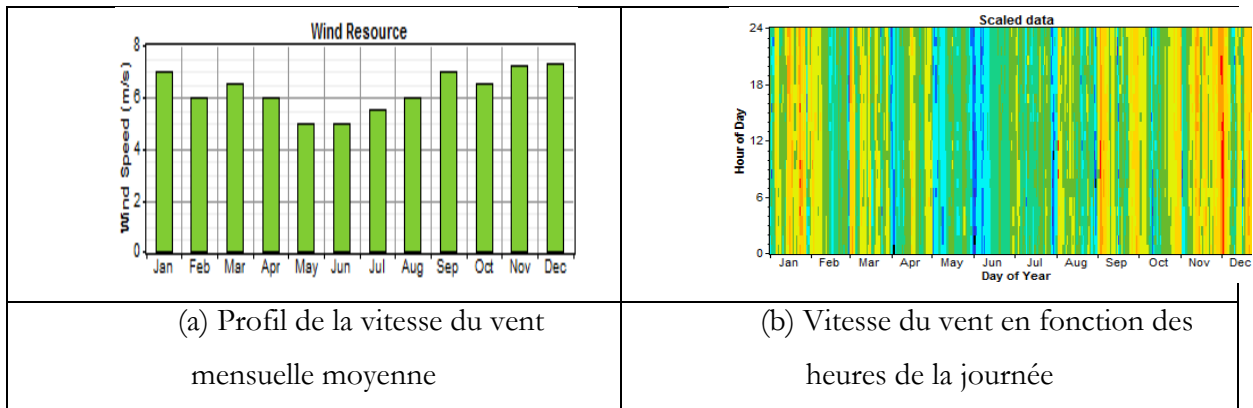 Wind Resource
Wind Speed (m/s)
8
6
4
2
0
Jan Feb Mar Apr May Jun Jul Aug Sep Oct Nov Dec
Scaled data
Hour of Day
24
18
12
6
0
Jan Feb Mar Apr May Jun Jul Aug Sep Oct Nov Dec
Day of Year
(a) Profil de la vitesse du vent
mensuelle moyenne
(b) Vitesse du vent en fonction des
heures de la journée